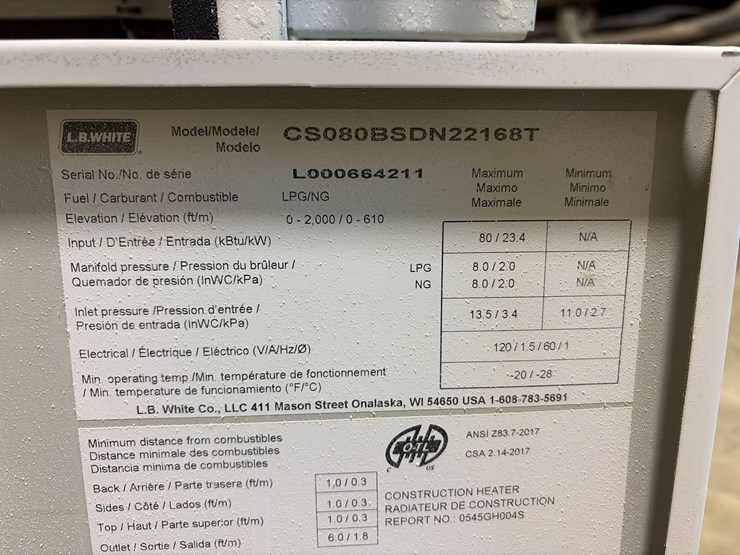 L.B.WHITE Model/Modele/ Modelo CS080BSDN22168T
Serial No./No. de série L000664211
Maximum Maximo Maximale
Minimum Minimo Minimale
Fuel / Carburant / Combustible LPG/NG
Elevation / Elévation (ft/m) 0 - 2,000 / 0 - 610
Input / D'Entrée / Entrada (kBtu/kW) 80 / 23.4 N/A
Manifold pressure / Pression du brûleur / LPG 8.0 / 2.0 N/A
Quemador de presión (InWC/kPa) NG 8.0 / 2.0 N/A
Inlet pressure /Pression d'entrée /
Presión de entrada (InWC/kPa) 13.5 / 3.4 11.0 / 2.7
Electrical / Électrique / Eléctrico (V/A/Hz/Ø) 120 / 1.5 / 60 / 1
Min. operating temp./Min. température de fonctionnement
/ Min. temperature de funcionamiento (°F/°C) -20 / -28
L.B. White Co., LLC 411 Mason Street Onalaska, WI 54650 USA 1-608-783-5691
Minimum distance from combustibles
Distance minimale des combustibles
Distancia minima de combustibles
C US
ANSI Z83.7-2017
CSA 2.14-2017
Back / Arrière / Parte trasera (ft/m) 1.0 / 0.3
Sides / Côté / Lados (ft/m) 1.0 / 0.3
Top / Haut / Parte superior (ft/m) 1.0 / 0.3
Outlet / Sortie / Salida (ft/m) 6.0 / 1.8
CONSTRUCTION HEATER
RADIATEUR DE CONSTRUCTION
REPORT NO. 0545GH004S